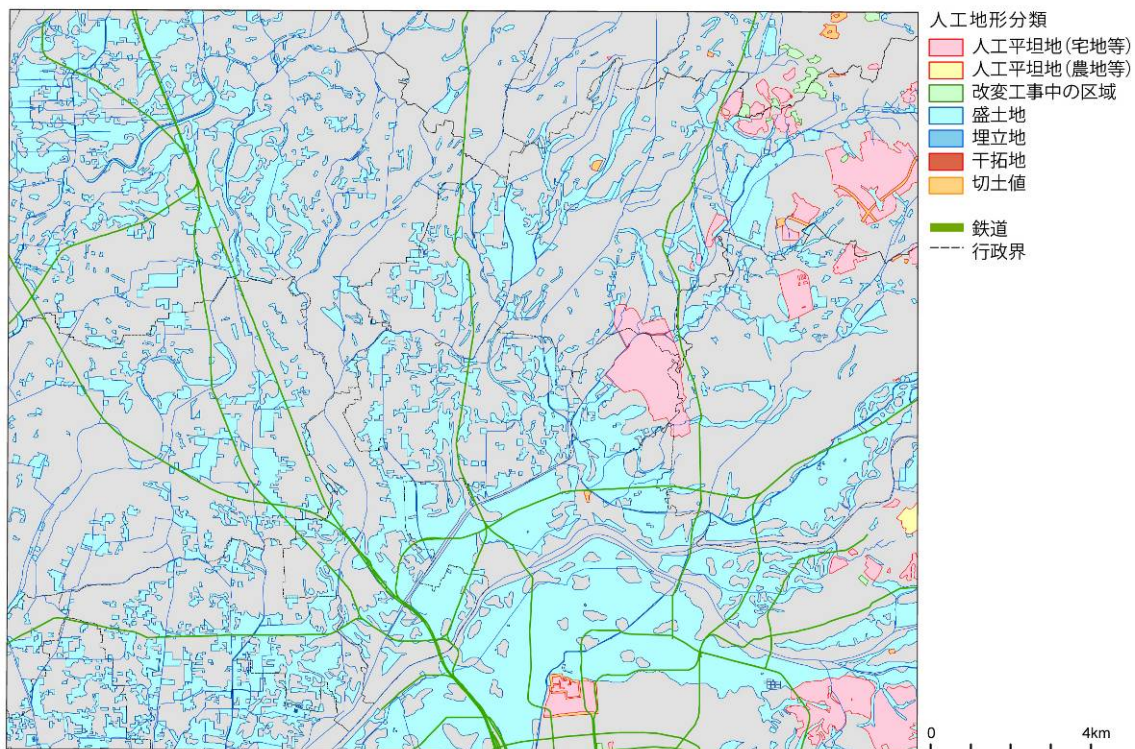 人工地形分類
人工平坦地(宅地等)
人工平坦地(農地等)
改変工事中の区域
盛土地
埋立地
干拓地
切土値
鉄道
行政界
0 4km